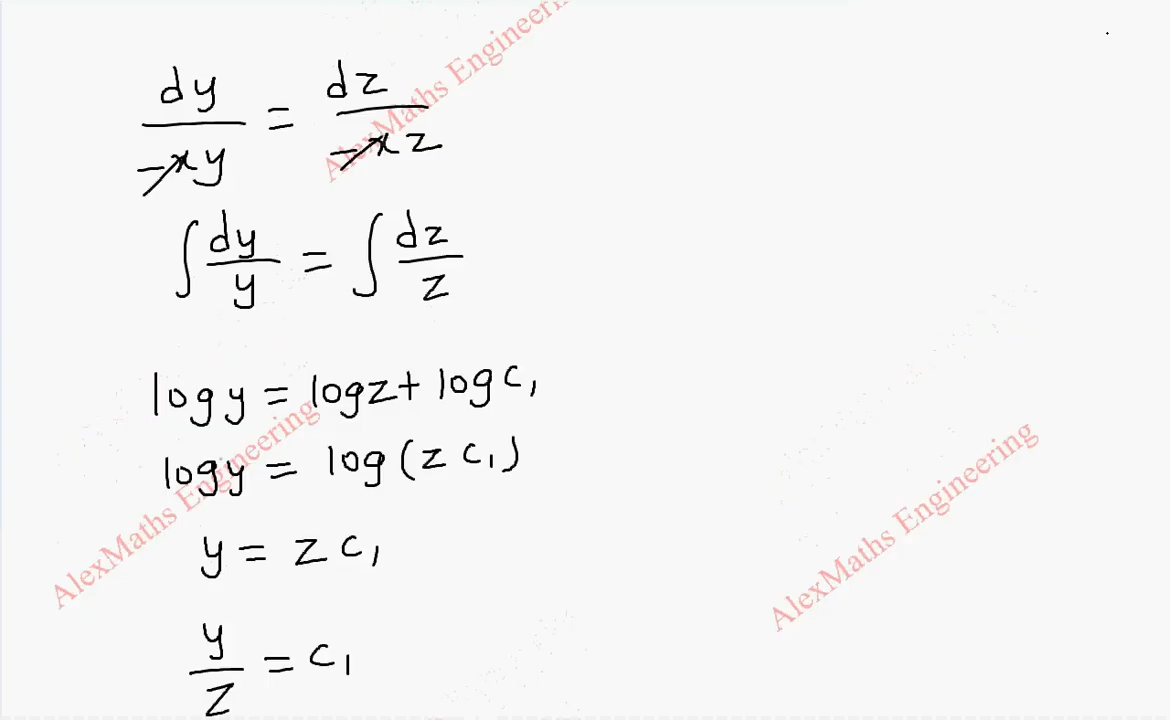 dy/-xy = dz/-xz
∫ dy/y = ∫ dz/z
log y = log z + log c₁
log y = log (z c₁)
y = z c₁
y/z = c₁
AlexMaths Engineering
AlexMaths Engineering
AlexMaths Engineering